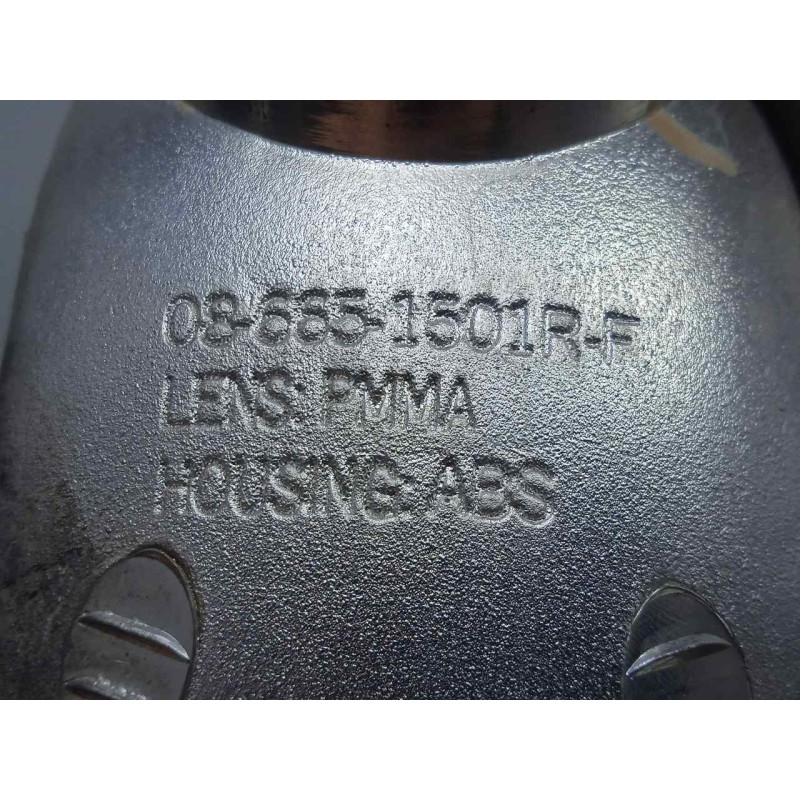 08-685-1501R-F
LENS: PMMA
HOUSING: ABS